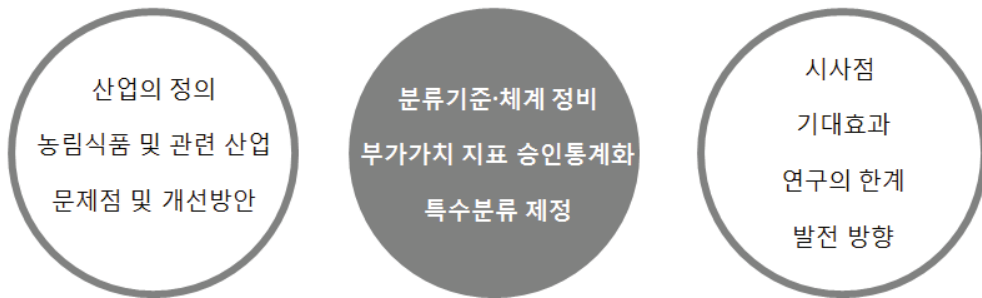 산업의 정의
농림식품 및 관련 산업
문제점 및 개선방안
분류기준·체계 정비
부가가치 지표 승인통계화
특수분류 제정
시사점
기대효과
연구의 한계
발전 방향